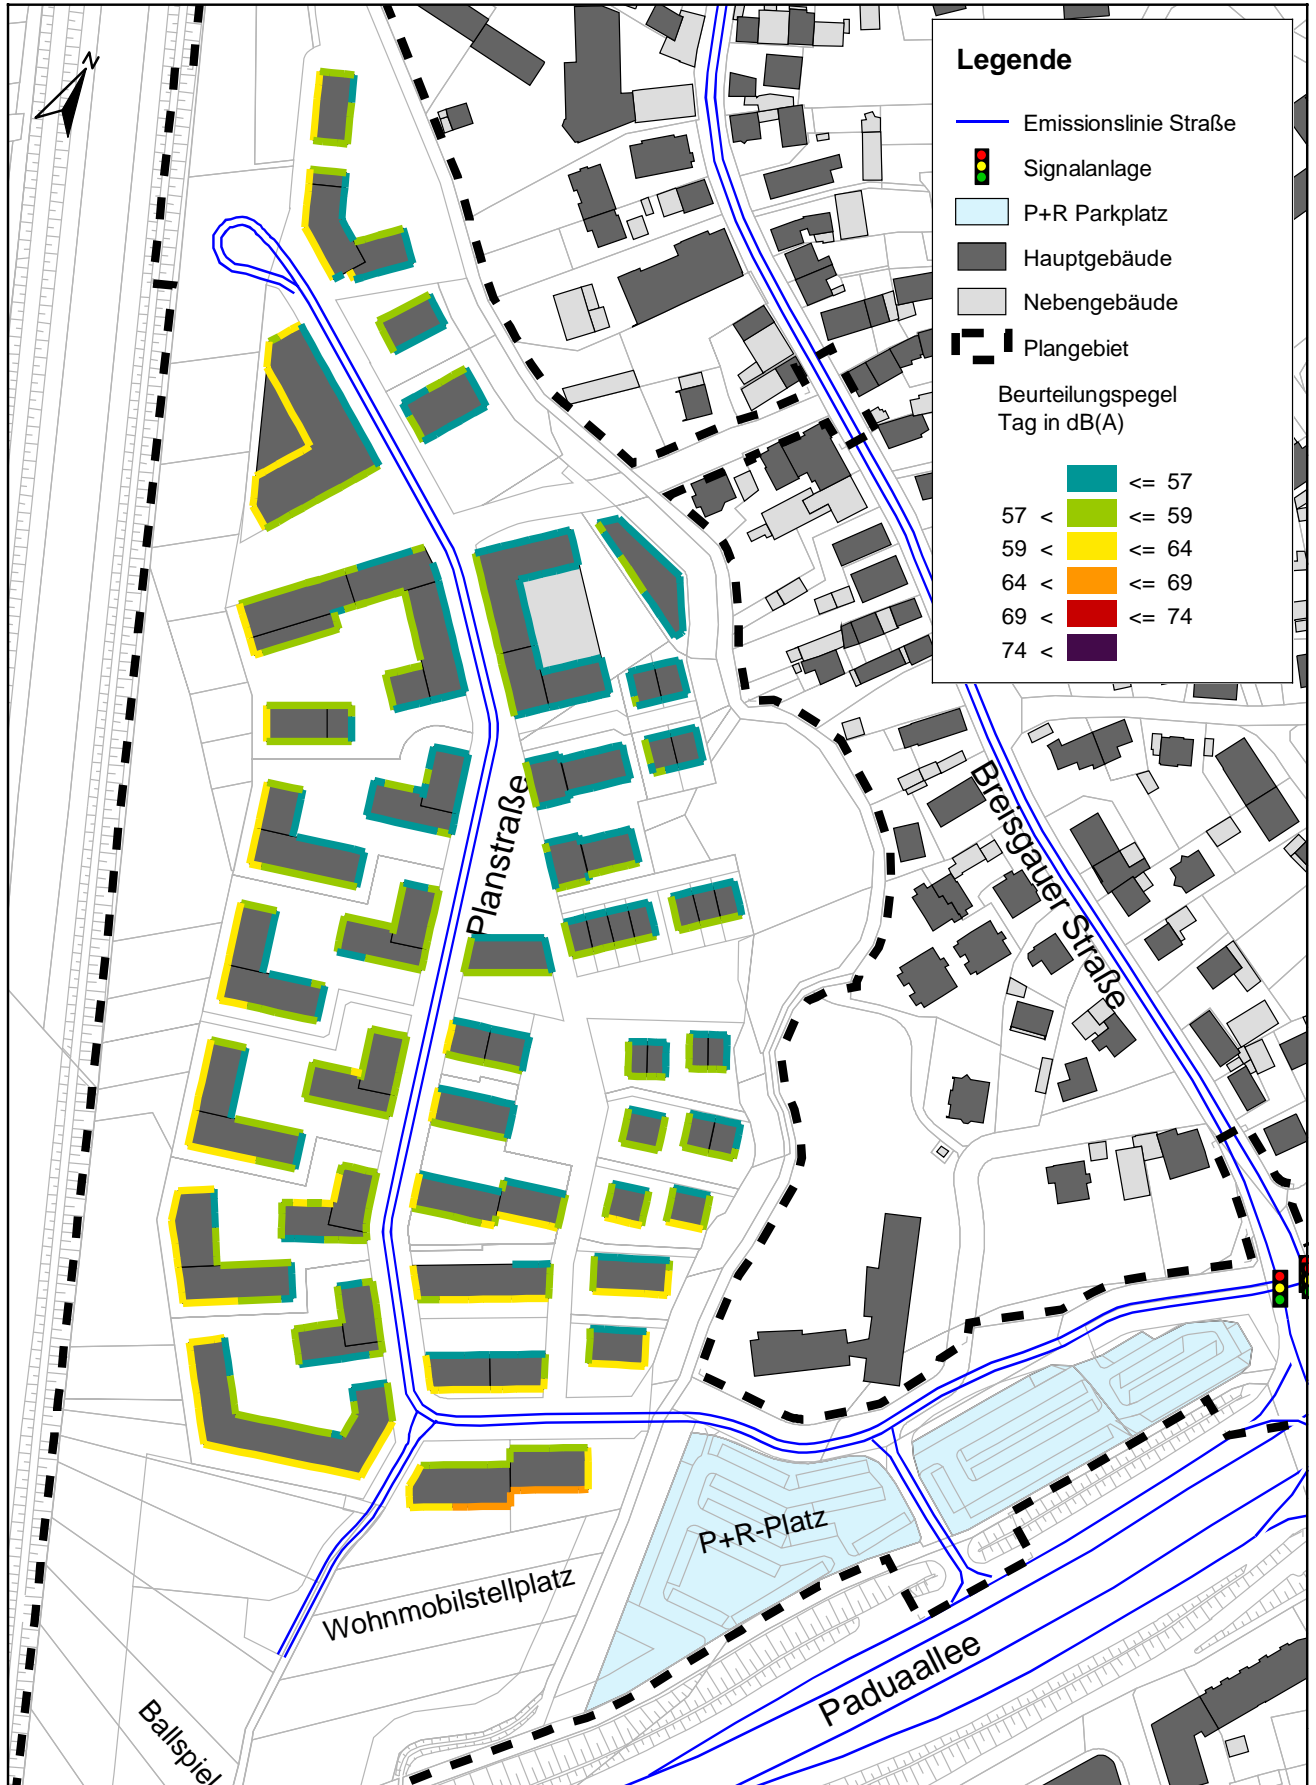 N
Legende
Emissionslinie Straße
Signalanlage
P+R Parkplatz
Hauptgebäude
Nebengebäude
Plangebiet
Beurteilungspegel
Tag in dB(A)
<= 57
57 < <= 59
59 < <= 64
64 < <= 69
69 < <= 74
74 <
Planstraße
Breisgauer Straße
P+R-Platz
Wohnmobilstellplatz
Paduaallee
Ballspiel